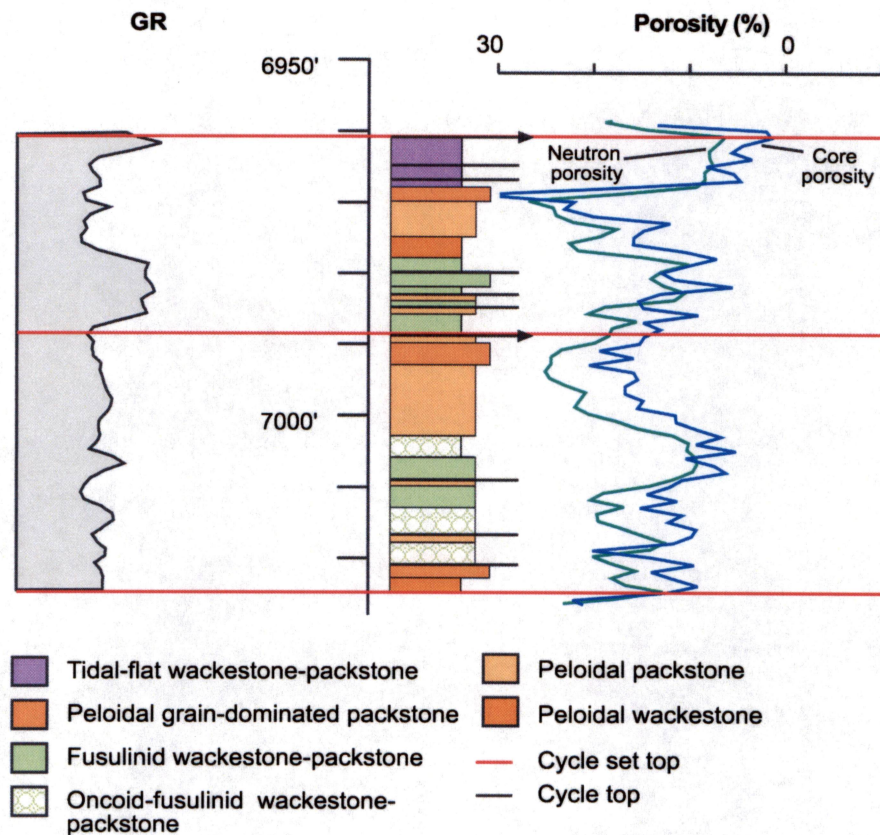 GR
Porosity (%)
6950'
30
0
Neutron
porosity
Core
porosity
7000'
Tidal-flat wackestone-packstone
Peloidal grain-dominated packstone
Fusulinid wackestone-packstone
Oncoid-fusulinid wackestone-
packstone
Peloidal packstone
Peloidal wackestone
Cycle set top
Cycle top